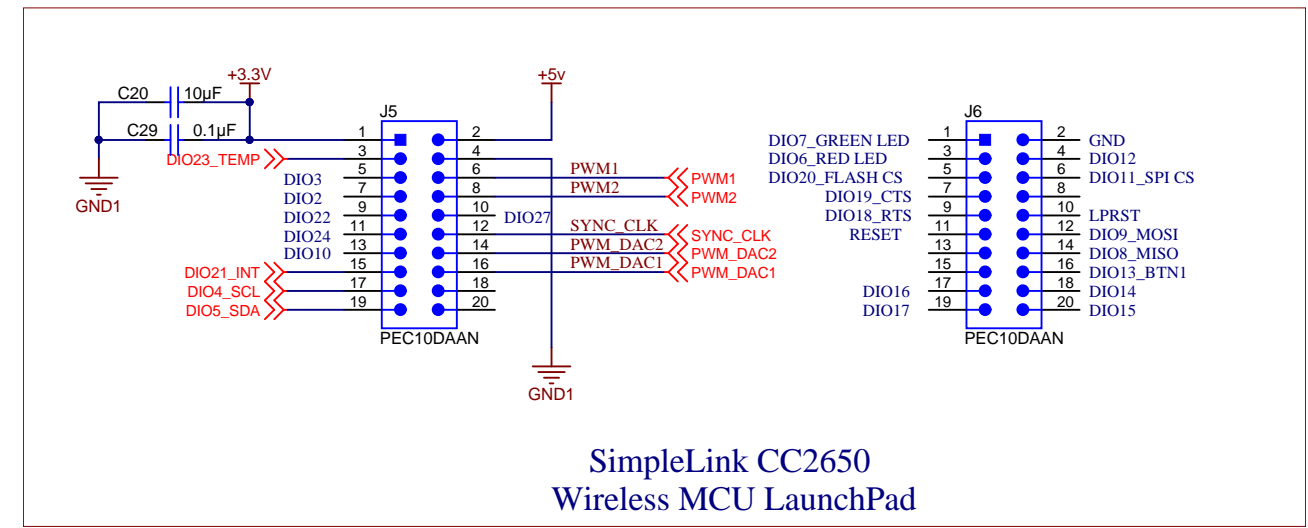 +3.3V
+5v
C20 10µF
C29 0.1µF
GND1
J5
1 2
DIO23_TEMP 3 4
DIO3 5 6 PWM1 PWM1
DIO2 7 8 PWM2 PWM2
DIO22 9 10 DIO27
DIO24 11 12 SYNC_CLK SYNC_CLK
DIO10 13 14 PWM_DAC2 PWM_DAC2
DIO21_INT 15 16 PWM_DAC1 PWM_DAC1
DIO4_SCL 17 18
DIO5_SDA 19 20
PEC10DAAN
GND1
J6
DIO7_GREEN LED 1 2 GND
DIO6_RED LED 3 4 DIO12
DIO20_FLASH CS 5 6 DIO11_SPI CS
DIO19_CTS 7 8
DIO18_RTS 9 10 LPRST
RESET 11 12 DIO9_MOSI
13 14 DIO8_MISO
15 16 DIO13_BTN1
DIO16 17 18 DIO14
DIO17 19 20 DIO15
PEC10DAAN
SimpleLink CC2650
Wireless MCU LaunchPad